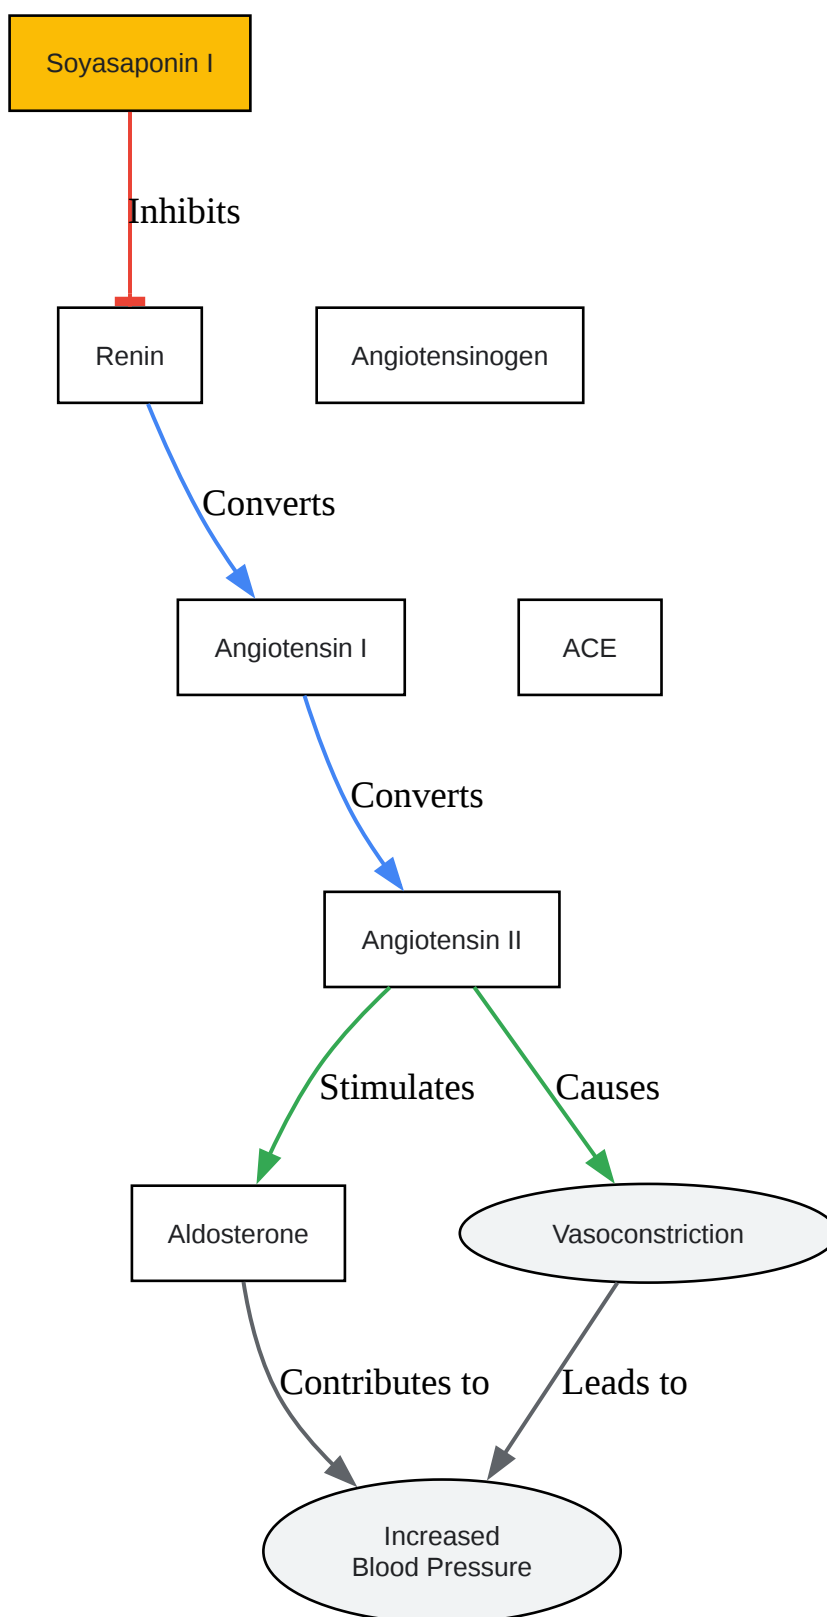 Soyasaponin I
Inhibits
Renin
Angiotensinogen
Converts
Angiotensin I
ACE
Converts
Angiotensin II
Stimulates
Causes
Aldosterone
Vasoconstriction
Contributes to
Leads to
Increased
Blood Pressure